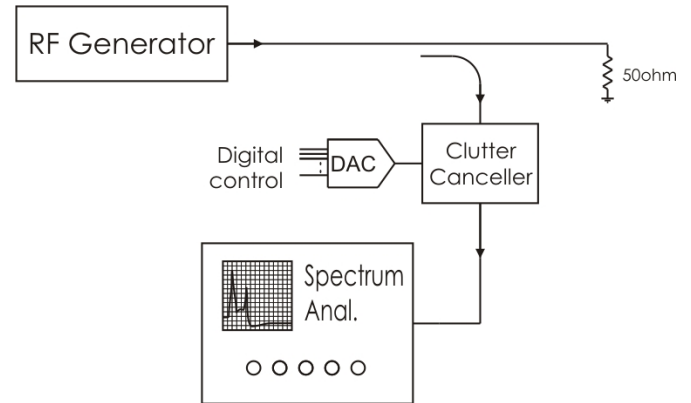 RF Generator
50ohm
Digital
control
DAC
Clutter
Canceller
Spectrum
Anal.